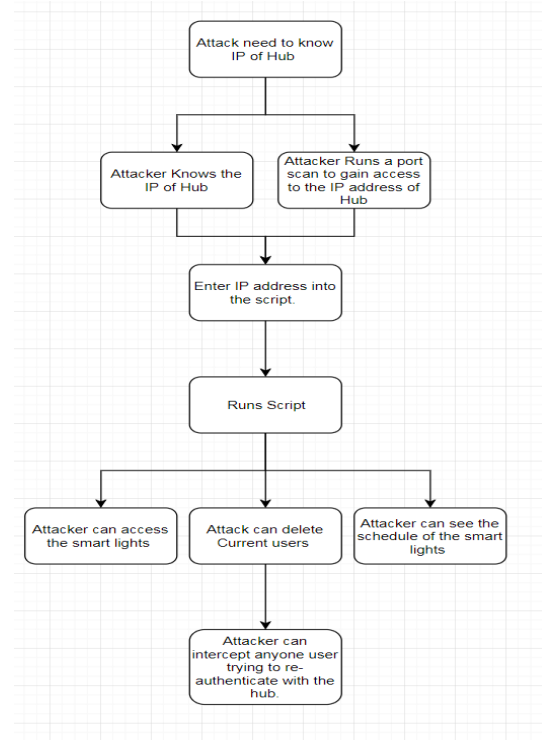 Attack need to know
IP of Hub
Attacker Knows the
IP of Hub
Attacker Runs a port
scan to gain access
to the IP address of
Hub
Enter IP address into
the script.
Runs Script
Attacker can access
the smart lights
Attack can delete
Current users
Attacker can see the
schedule of the smart
lights
Attacker can
intercept anyone user
trying to re-
authenticate with the
hub.